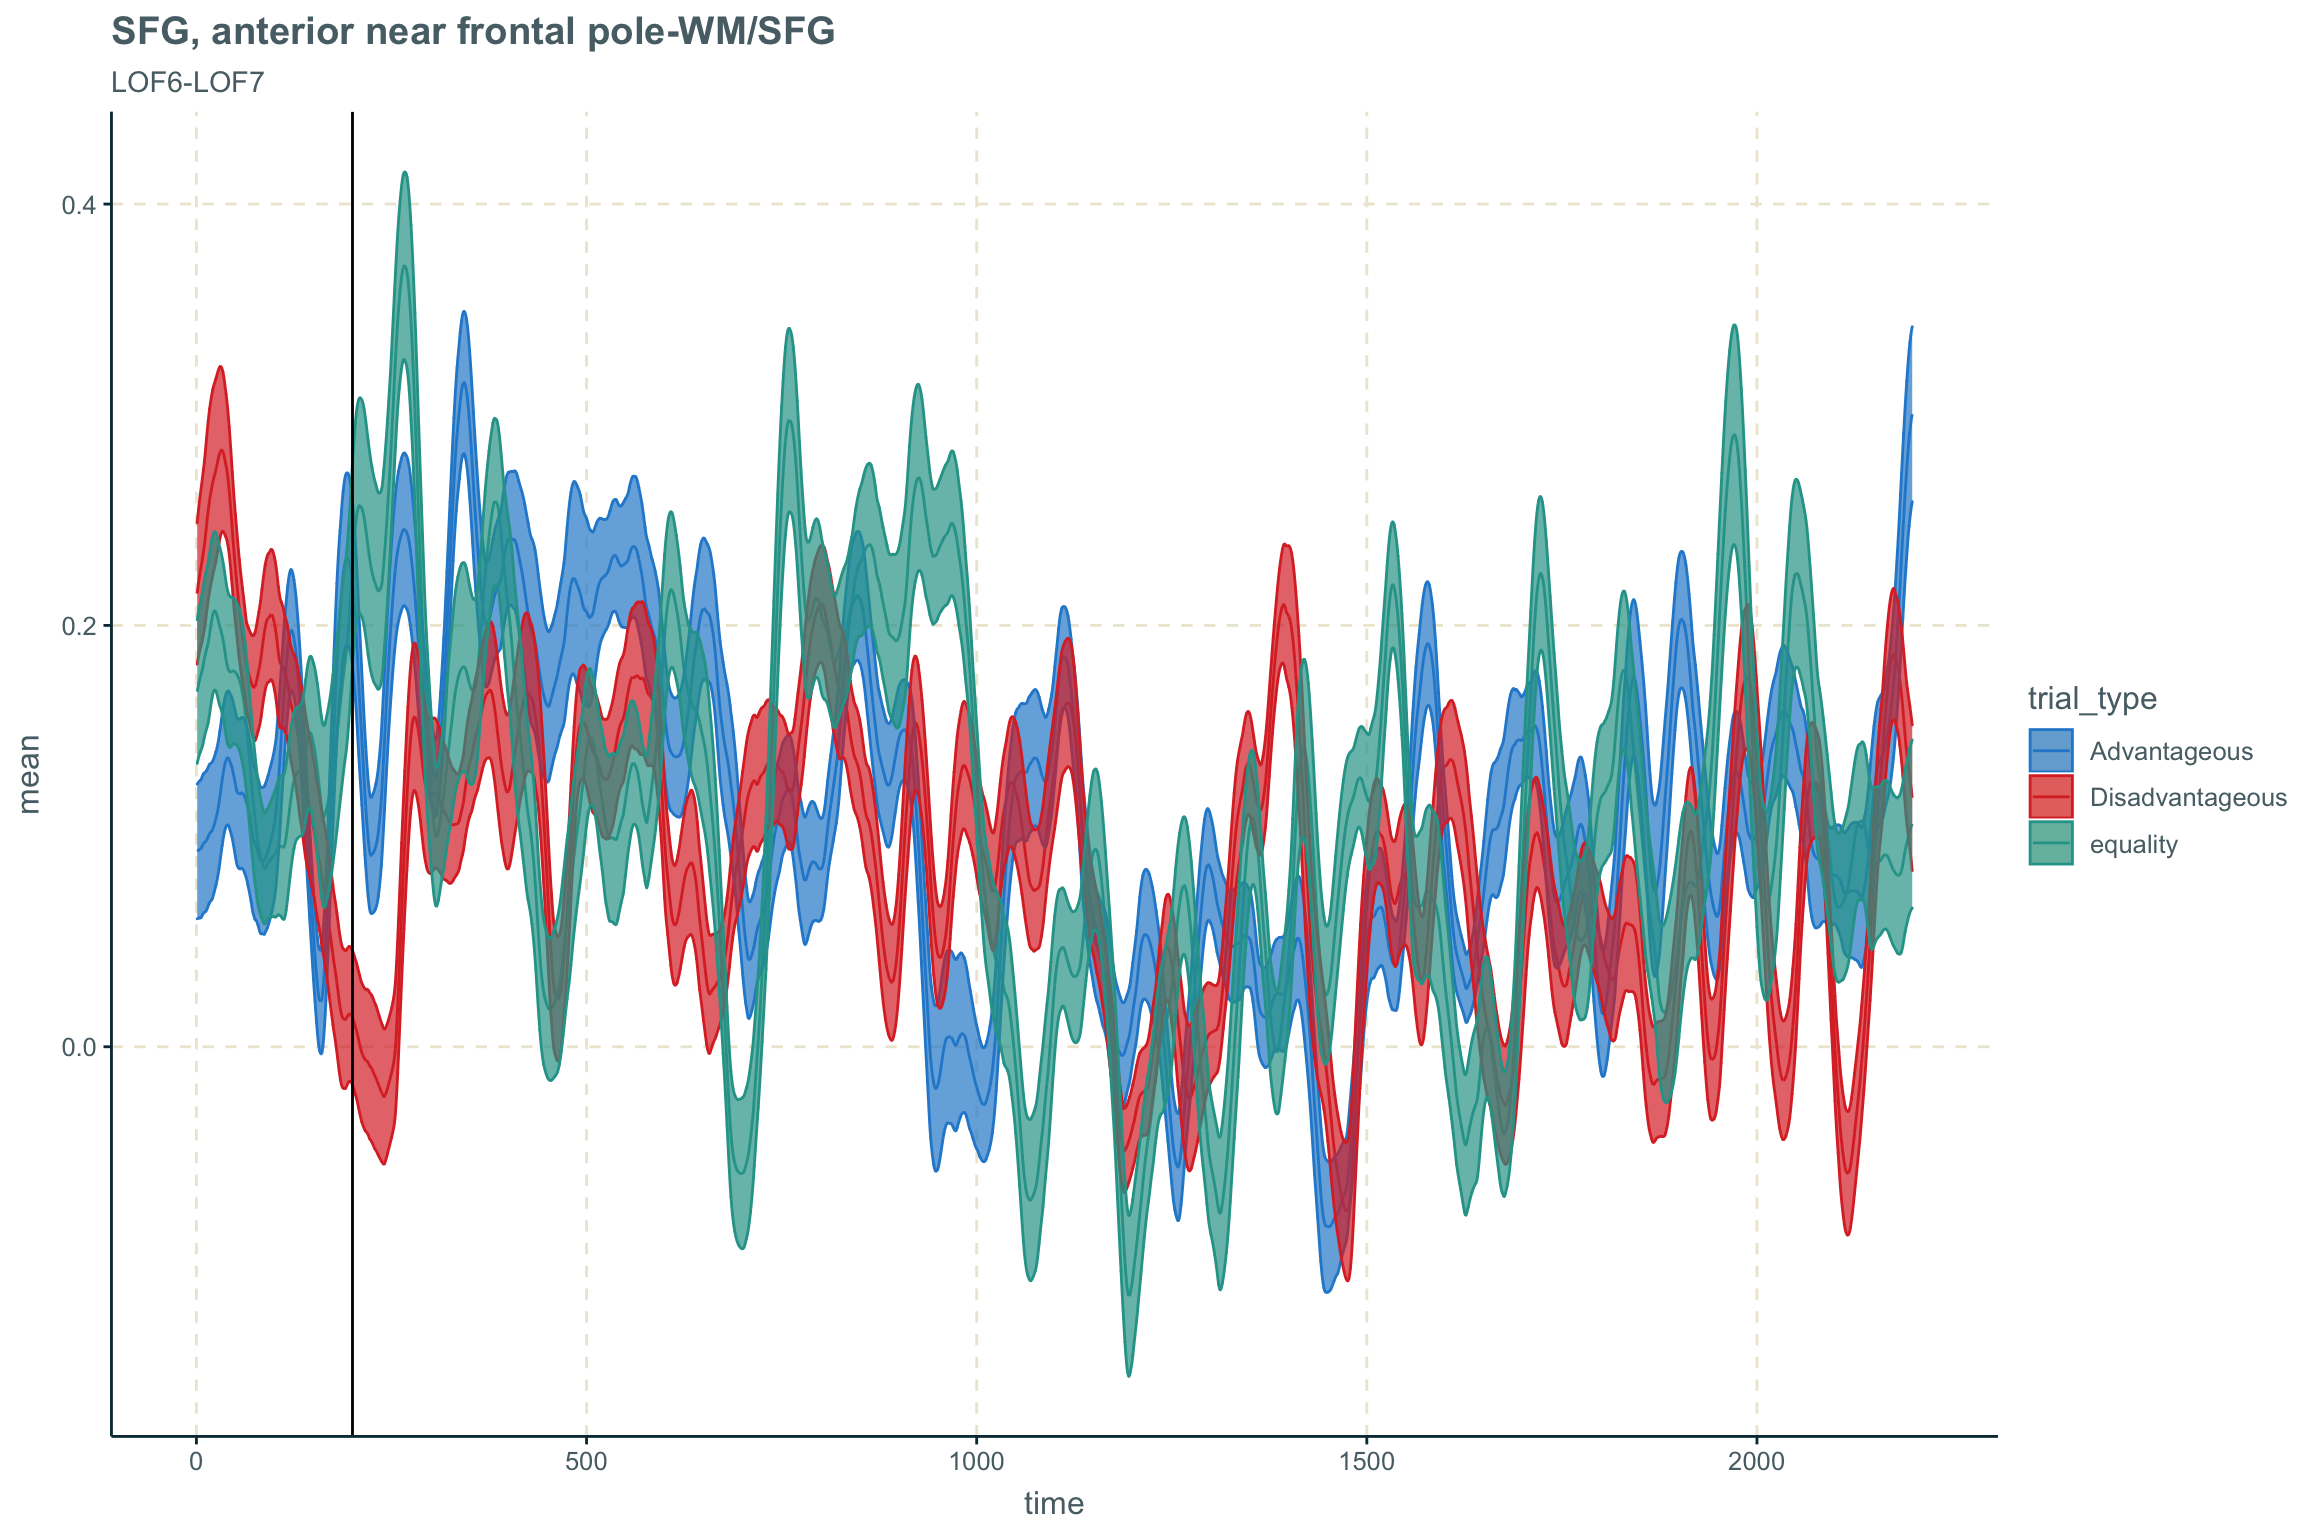 SFG, anterior near frontal pole-WM/SFG
LOF6-LOF7
mean
0.4
0.2
0.0
0
500
1000
1500
2000
time
trial_type
Advantageous
Disadvantageous
equality